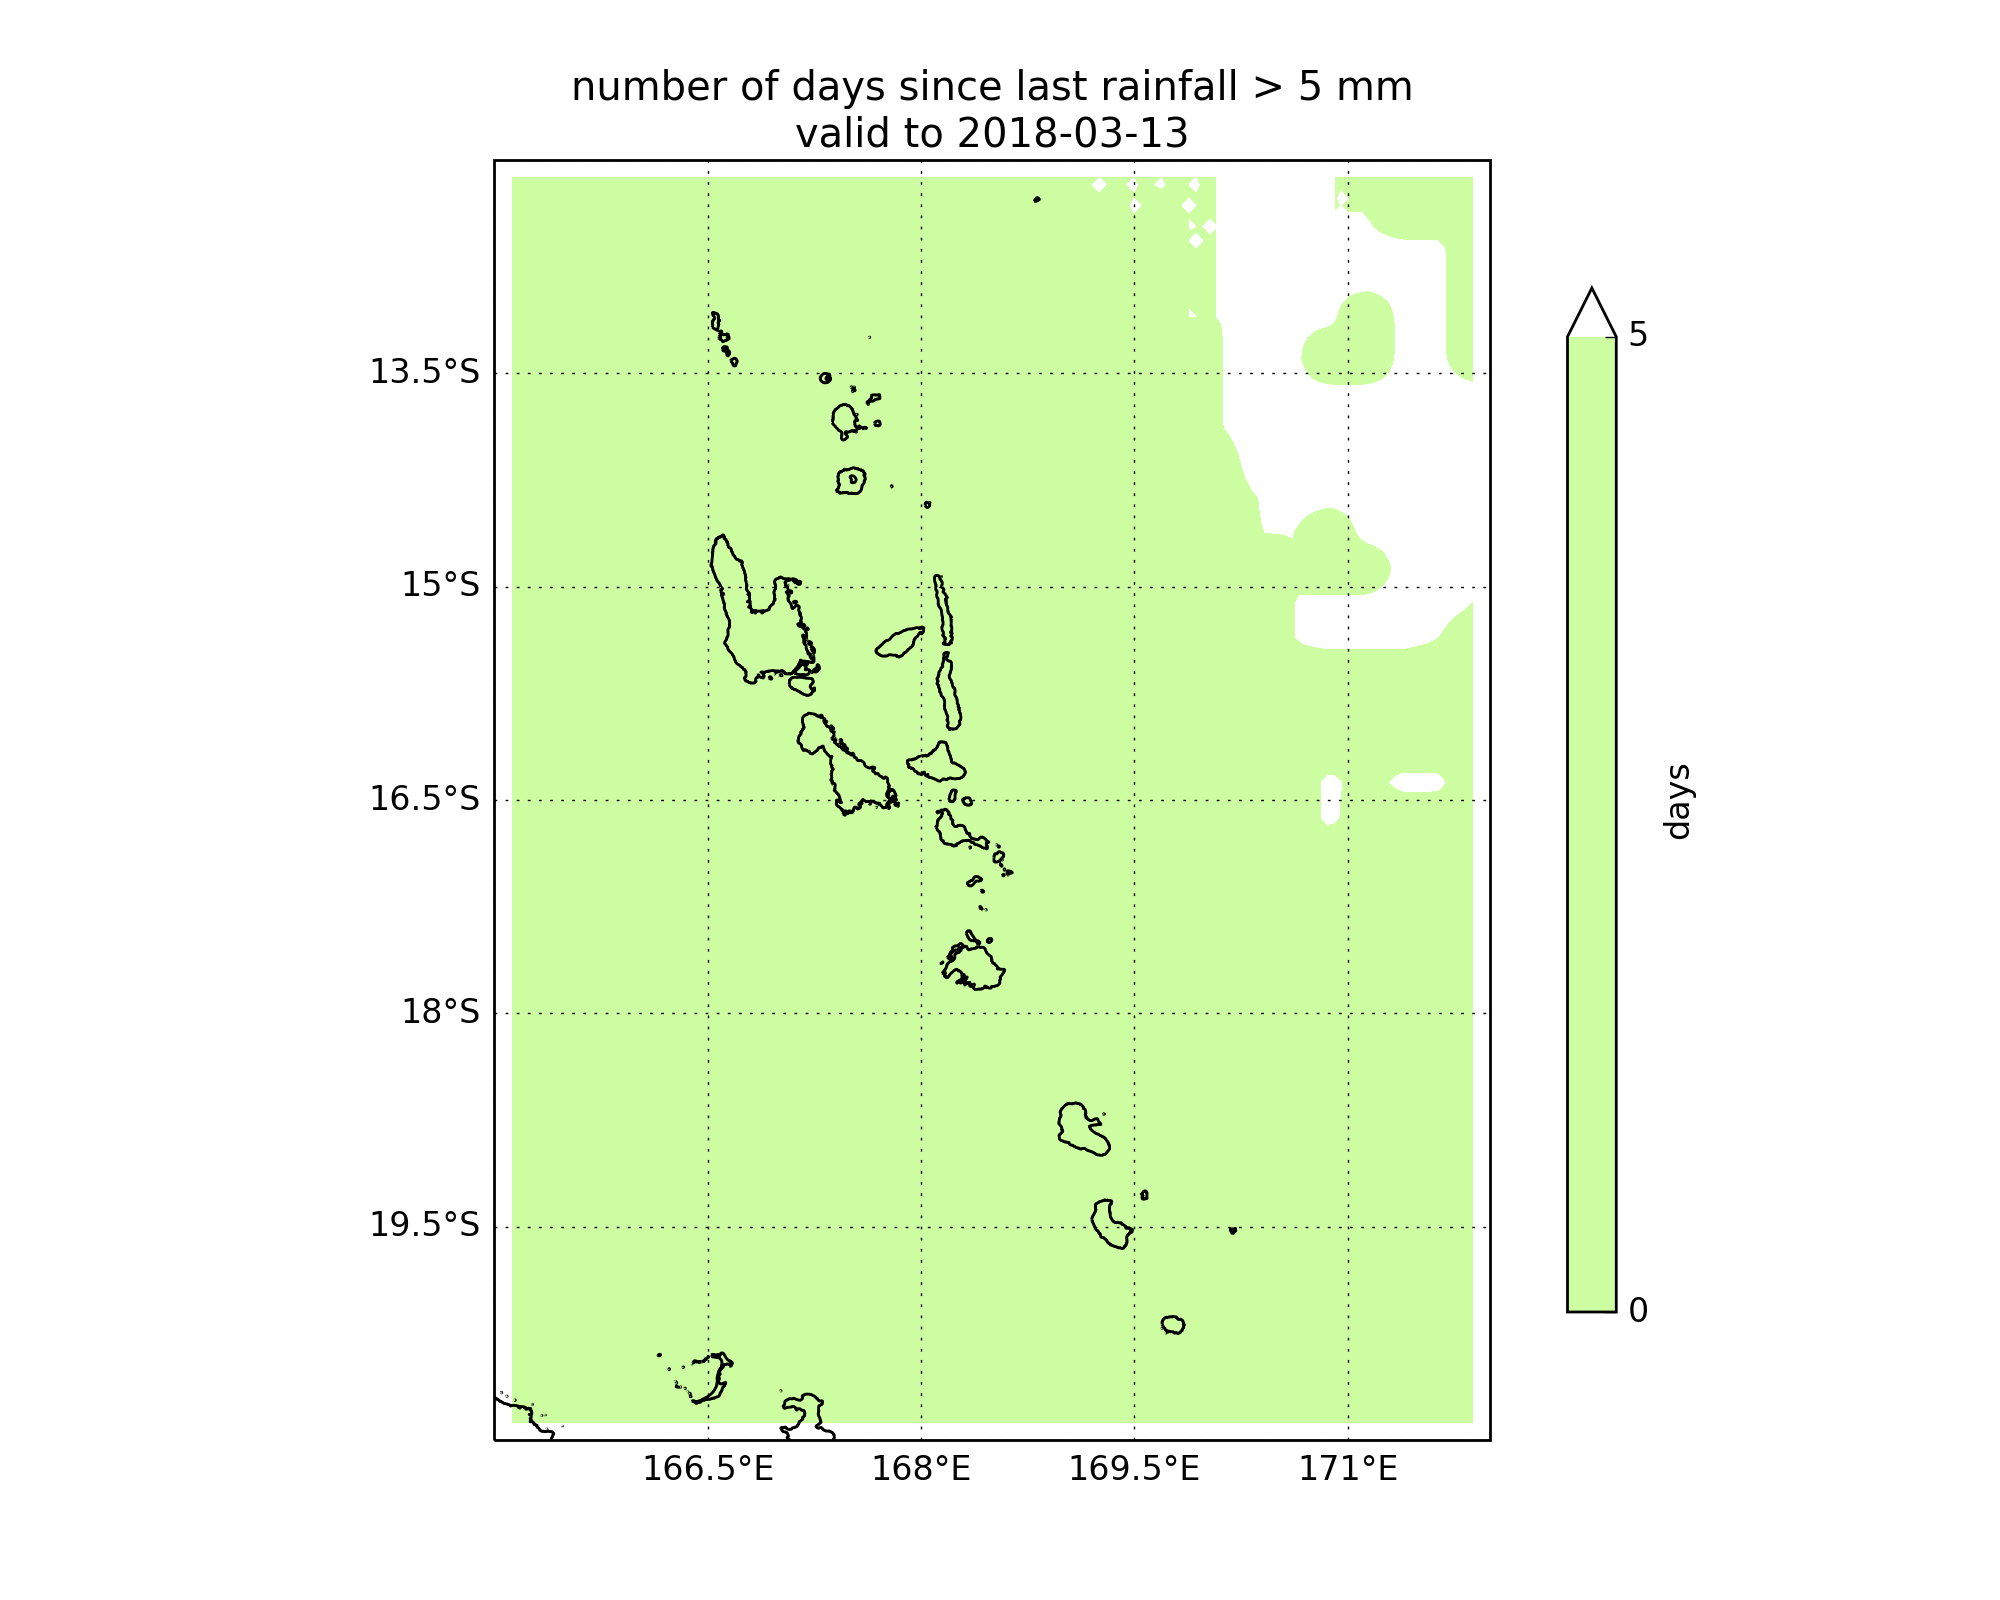 number of days since last rainfall > 5 mm
valid to 2018-03-13
5
13.5°S
15°S
16.5°S
days
18°S
19.5°S
0
166.5°E 168°E 169.5°E 171°E